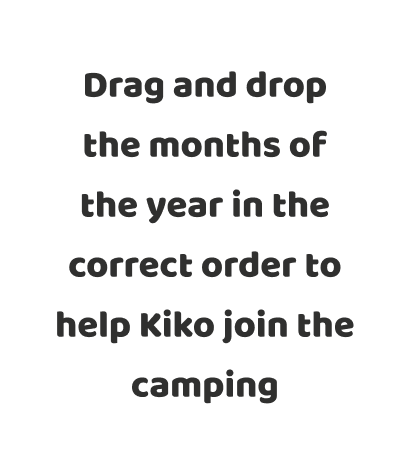 Drag and drop
the months of
the year in the
correct order to
help Kiko join the
camping